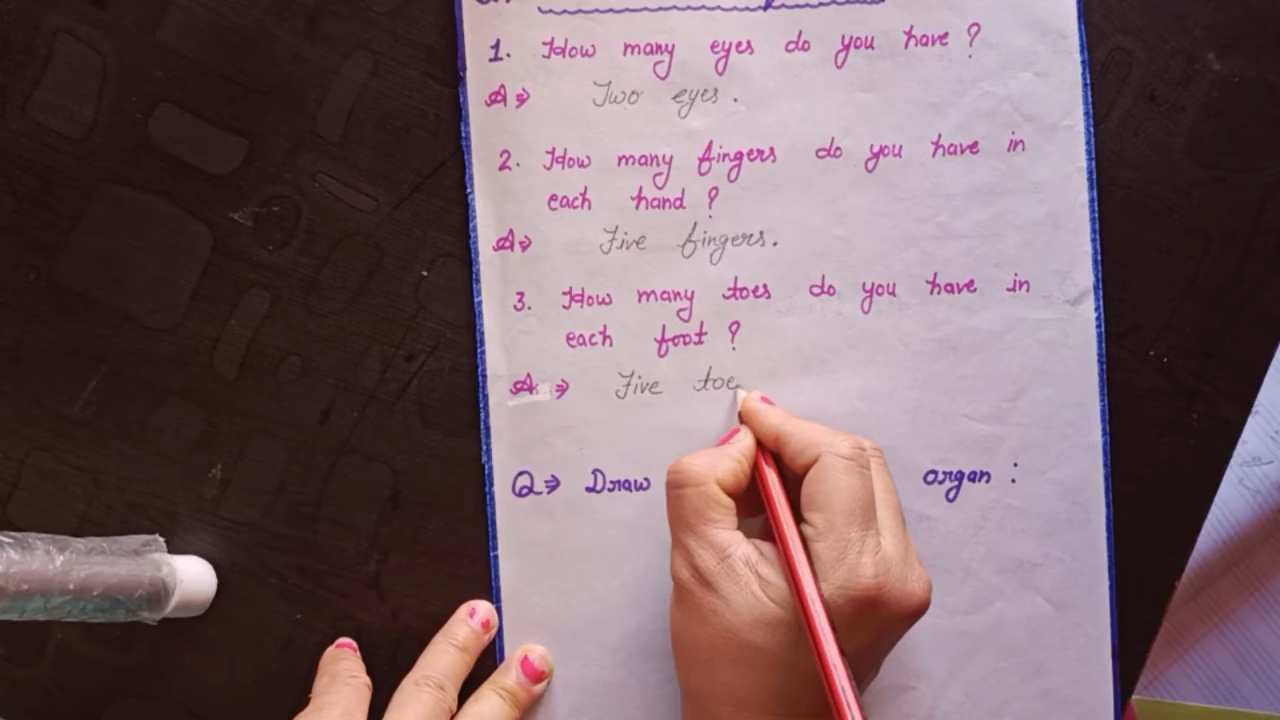 1. How many eyes do you have ?
A ⇒ Two eyes.
2. How many fingers do you have in
each hand ?
A ⇒ Five fingers.
3. How many toes do you have in
each foot ?
A ⇒ Five toe
Q ⇒ Draw organ :